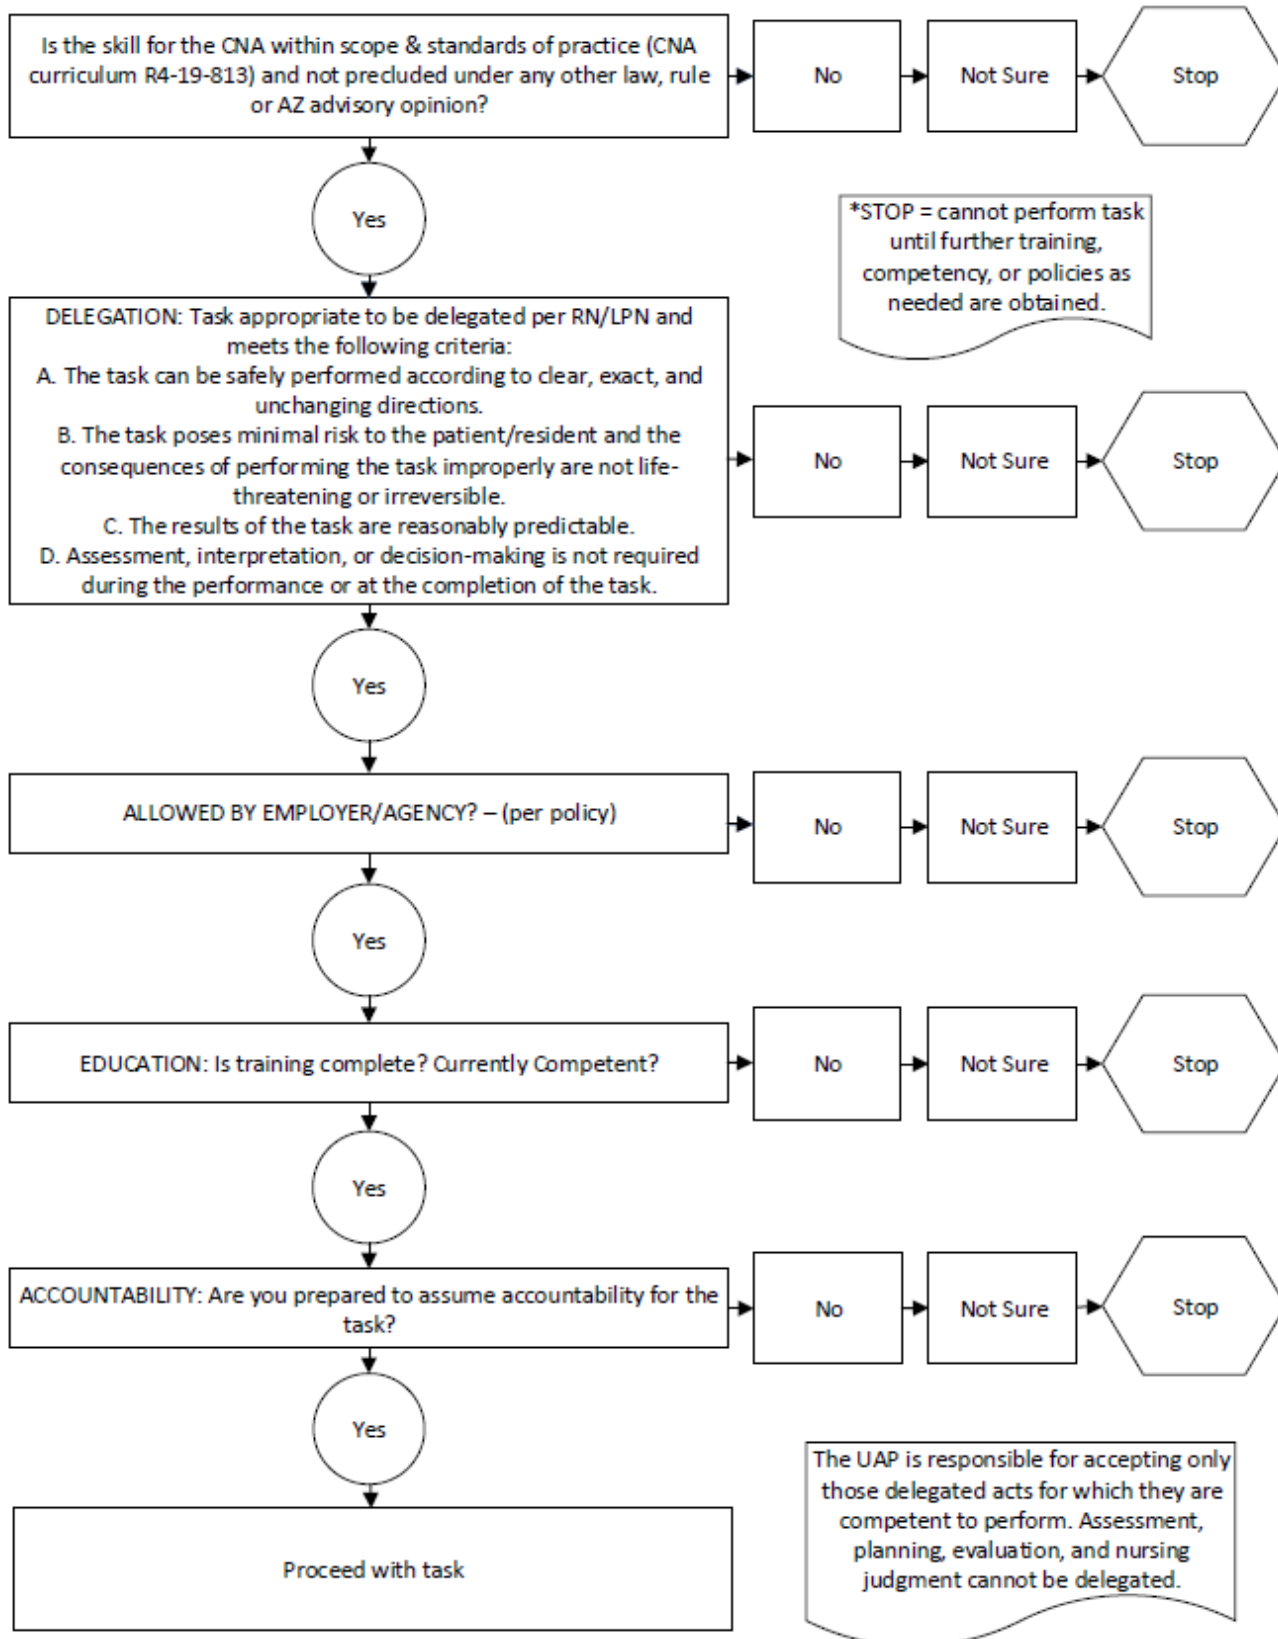 Is the skill for the CNA within scope & standards of practice (CNA
curriculum R4-19-813) and not precluded under any other law, rule
or AZ advisory opinion?
No
Not Sure
Stop
Yes
*STOP = cannot perform task
until further training,
competency, or policies as
needed are obtained.
DELEGATION: Task appropriate to be delegated per RN/LPN and
meets the following criteria:
A. The task can be safely performed according to clear, exact, and
unchanging directions.
B. The task poses minimal risk to the patient/resident and the
consequences of performing the task improperly are not life-
threatening or irreversible.
C. The results of the task are reasonably predictable.
D. Assessment, interpretation, or decision-making is not required
during the performance or at the completion of the task.
No
Not Sure
Stop
Yes
ALLOWED BY EMPLOYER/AGENCY? – (per policy)
No
Not Sure
Stop
Yes
EDUCATION: Is training complete? Currently Competent?
No
Not Sure
Stop
Yes
ACCOUNTABILITY: Are you prepared to assume accountability for the
task?
No
Not Sure
Stop
Yes
Proceed with task
The UAP is responsible for accepting only
those delegated acts for which they are
competent to perform. Assessment,
planning, evaluation, and nursing
judgment cannot be delegated.